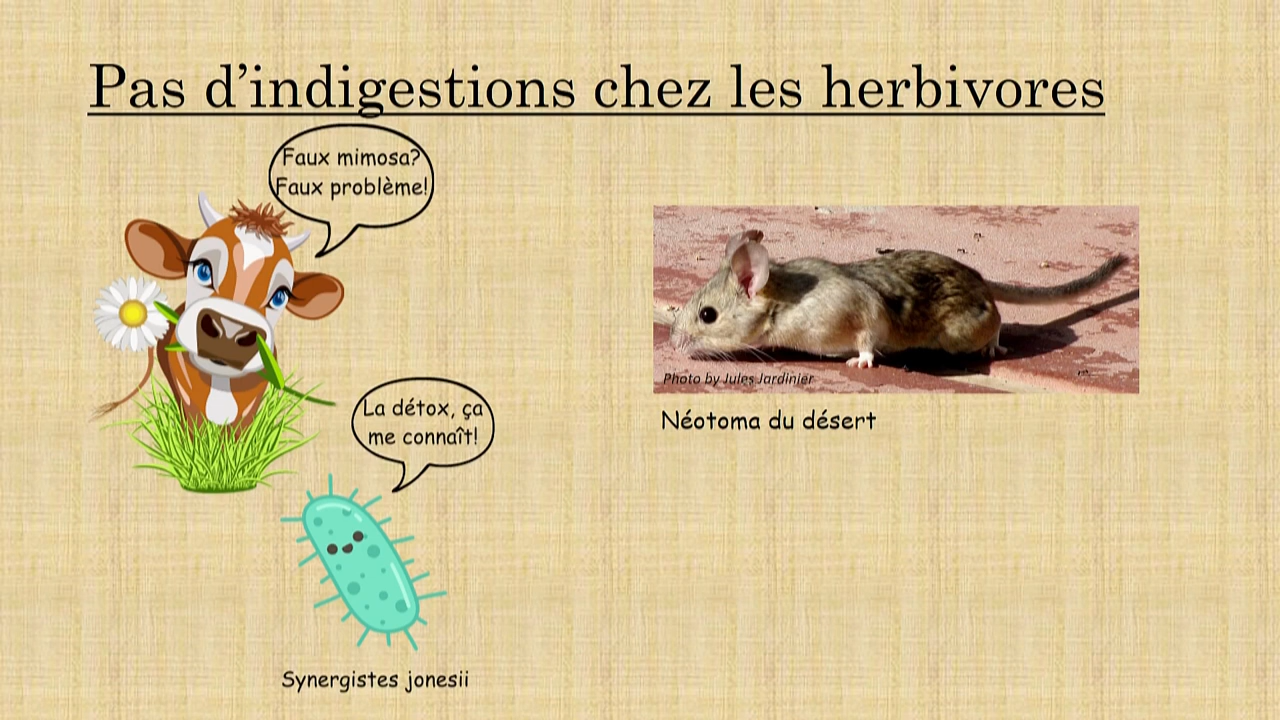 Pas d'indigestions chez les herbivores
Faux mimosa?
Faux problème!
La détox, ça
me connaît!
Synergistes jonesii
Photo by Jules Jardinier
Néotoma du désert